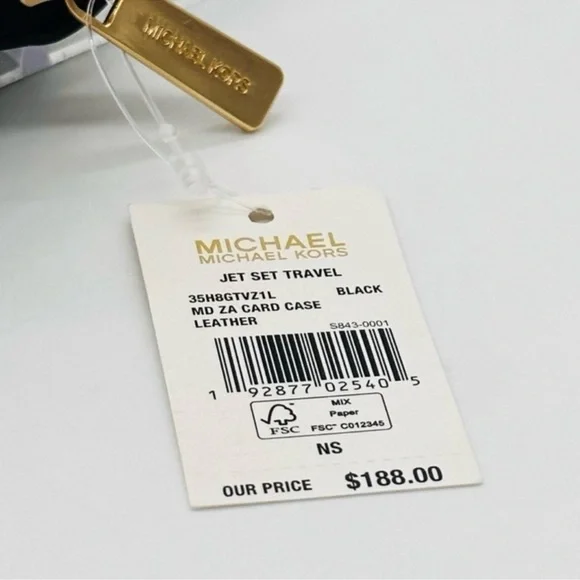 MICHAEL KORS
MICHAEL
MICHAEL KORS
JET SET TRAVEL
35H8GTVZ1L BLACK
MD ZA CARD CASE
LEATHER
S843-0001
1 92877 02540 5
FSC
MIX
Paper
FSC™ C012345
NS
OUR PRICE $188.00